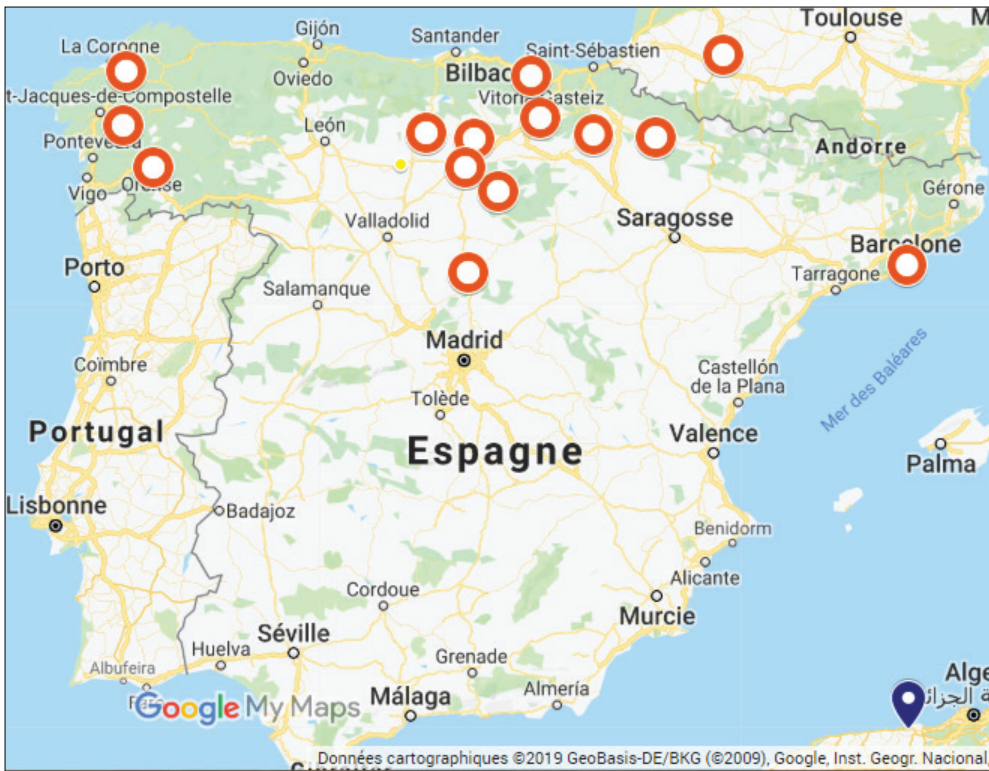 Toulouse
M
Gijón
La Corogne
Santander
Saint-Sébastien
Oviedo
Bilbao
t-Jacques-de-Compostelle
Vitoria-Gasteiz
León
Pontevedra
Andorre
Orense
Vigo
Gérone
Valladolid
Saragosse
Barcelone
Porto
Tarragone
Salamanque
Madrid
Coïmbre
Castellón
de la Plana
Mer des Baléares
Tolède
Portugal
Valence
Espagne
Palma
Lisbonne
Badajoz
Benidorm
Alicante
Cordoue
Murcie
Séville
Huelva
Grenade
Albufeira
Alge
Almería
Málaga
ة الجزائ
Google My Maps
Données cartographiques ©2019 GeoBasis-DE/BKG (©2009), Google, Inst. Geogr. Nacional,